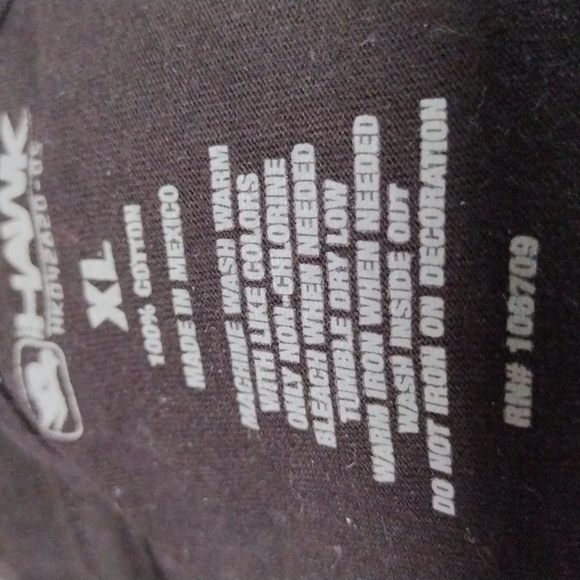 HAWK
XL
100% COTTON
MADE IN MEXICO
MACHINE WASH WARM
WITH LIKE COLORS
ONLY NON-CHLORINE
BLEACH WHEN NEEDED
TUMBLE DRY LOW
WARM IRON WHEN NEEDED
WASH INSIDE OUT
DO NOT IRON ON DECORATION
RN# 106709